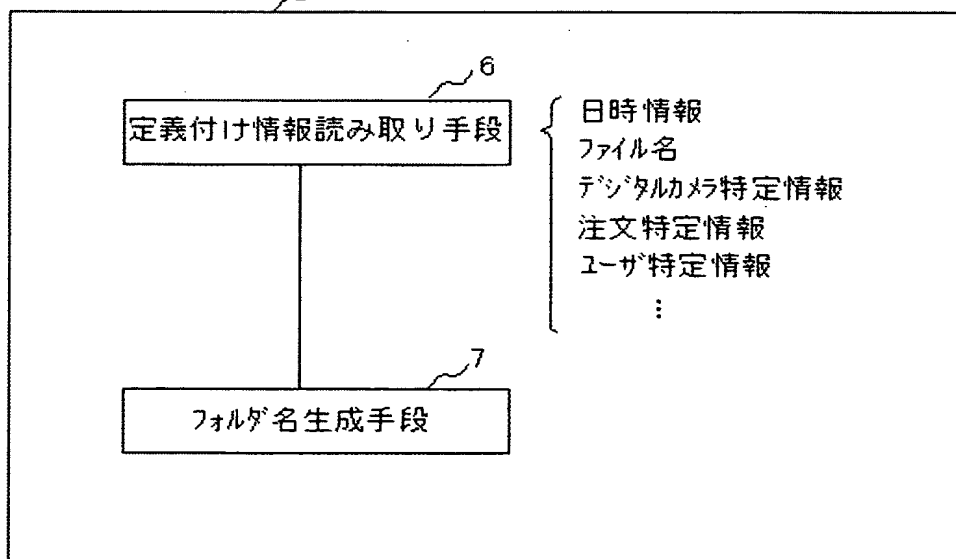 6
定義付け情報読み取り手段
日時情報
ファイル名
デジタルカメラ特定情報
注文特定情報
ユーザ特定情報
⋮
7
フォルダ名生成手段